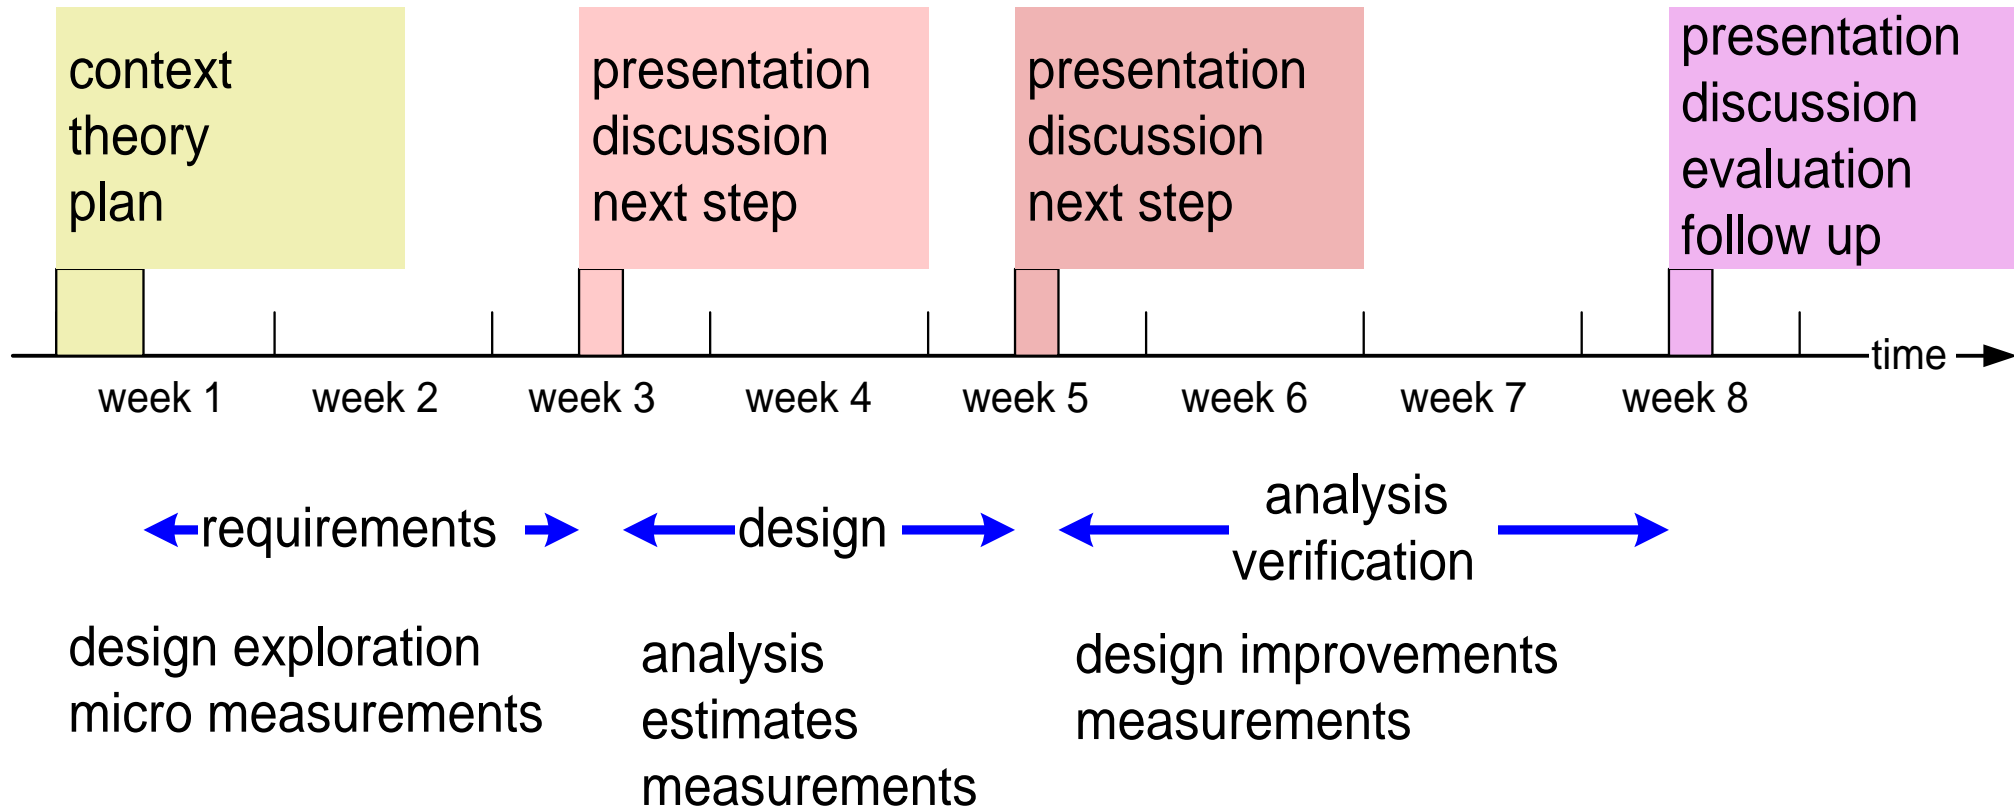 context
theory
plan
presentation
discussion
next step
presentation
discussion
next step
presentation
discussion
evaluation
follow up
time
week 1
week 2
week 3
week 4
week 5
week 6
week 7
week 8
requirements
design
analysis
verification
design exploration
micro measurements
analysis
estimates
measurements
design improvements
measurements